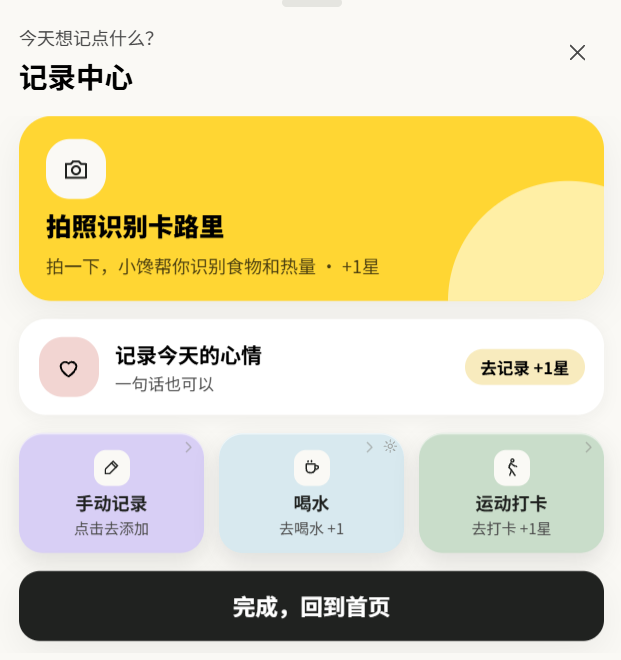 今天想记点什么？
记录中心
拍照识别卡路里
拍一下，小馋帮你识别食物和热量 · +1星
记录今天的心情
一句话也可以
去记录 +1星
手动记录
点击去添加
喝水
去喝水 +1
运动打卡
去打卡 +1星
完成，回到首页